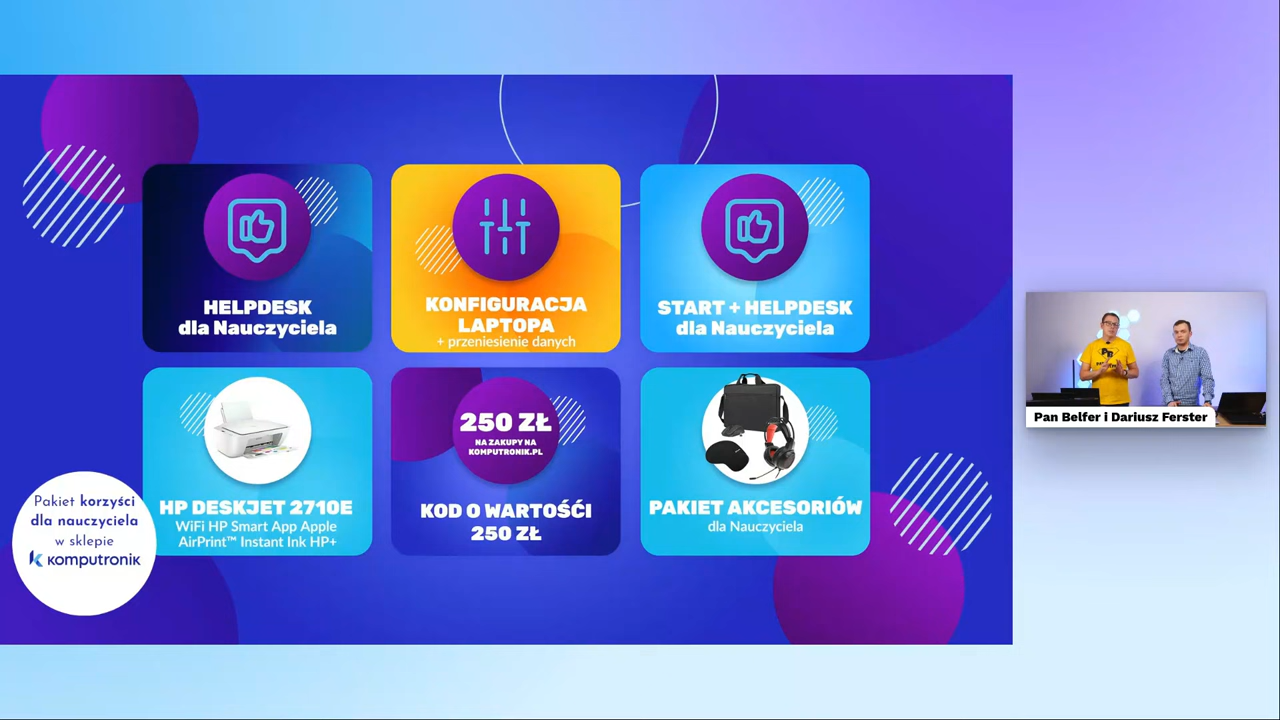 HELPDESK
dla Nauczyciela
KONFIGURACJA
LAPTOPA
+ przeniesienie danych
START + HELPDESK
dla Nauczyciela
HP DESKJET 2710E
WiFi HP Smart App Apple
AirPrint™ Instant Ink HP+
250 ZŁ
NA ZAKUPY NA
KOMPUTRONIK.PL
KOD O WARTOŚĆI
250 ZŁ
PAKIET AKCESORIÓW
dla Nauczyciela
Pakiet korzyści
dla nauczyciela
w sklepie
komputronik
Pan Belfer i Dariusz Ferster